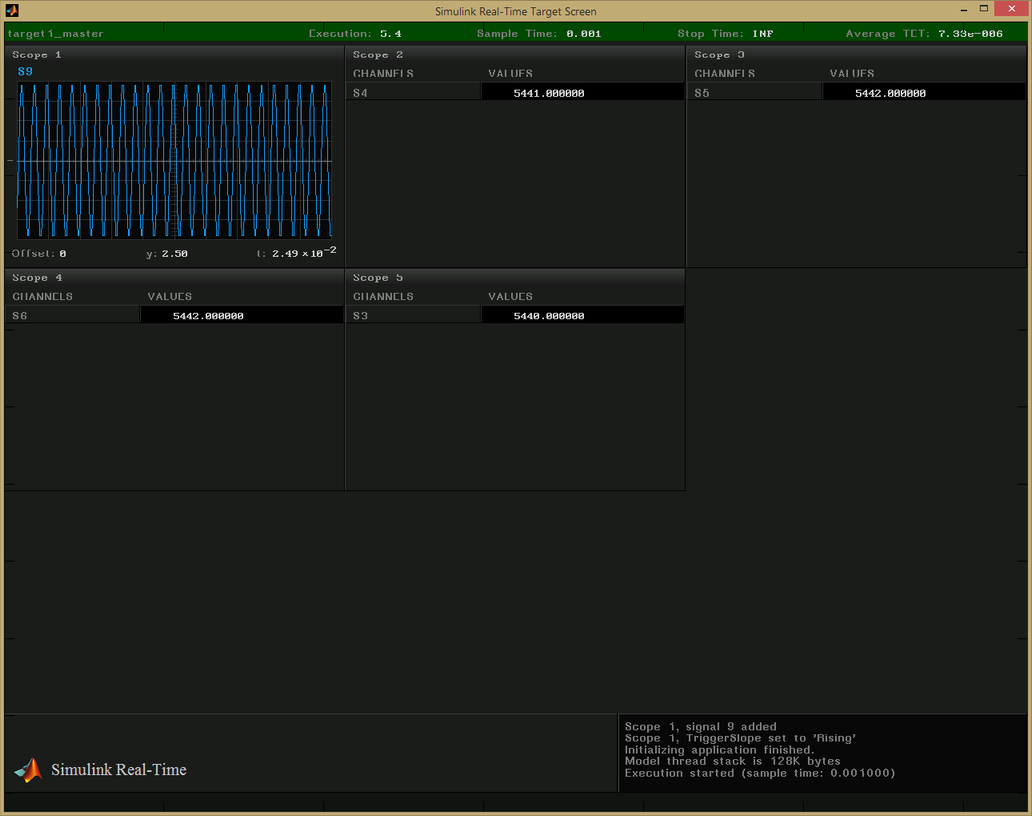 Simulink Real-Time Target Screen
target1_master Execution: 5.4 Sample Time: 0.001 Stop Time: INF Average TET: 7.33e-006
Scope 1
S9
Offset: 0 y: 2.50 t: 2.49 ×10^-2
Scope 2
CHANNELS VALUES
S4 5441.000000
Scope 3
CHANNELS VALUES
S5 5442.000000
Scope 4
CHANNELS VALUES
S6 5442.000000
Scope 5
CHANNELS VALUES
S3 5440.000000
Simulink Real-Time
Scope 1, signal 9 added
Scope 1, TriggerSlope set to 'Rising'
Initializing application finished.
Model thread stack is 128K bytes
Execution started (sample time: 0.001000)